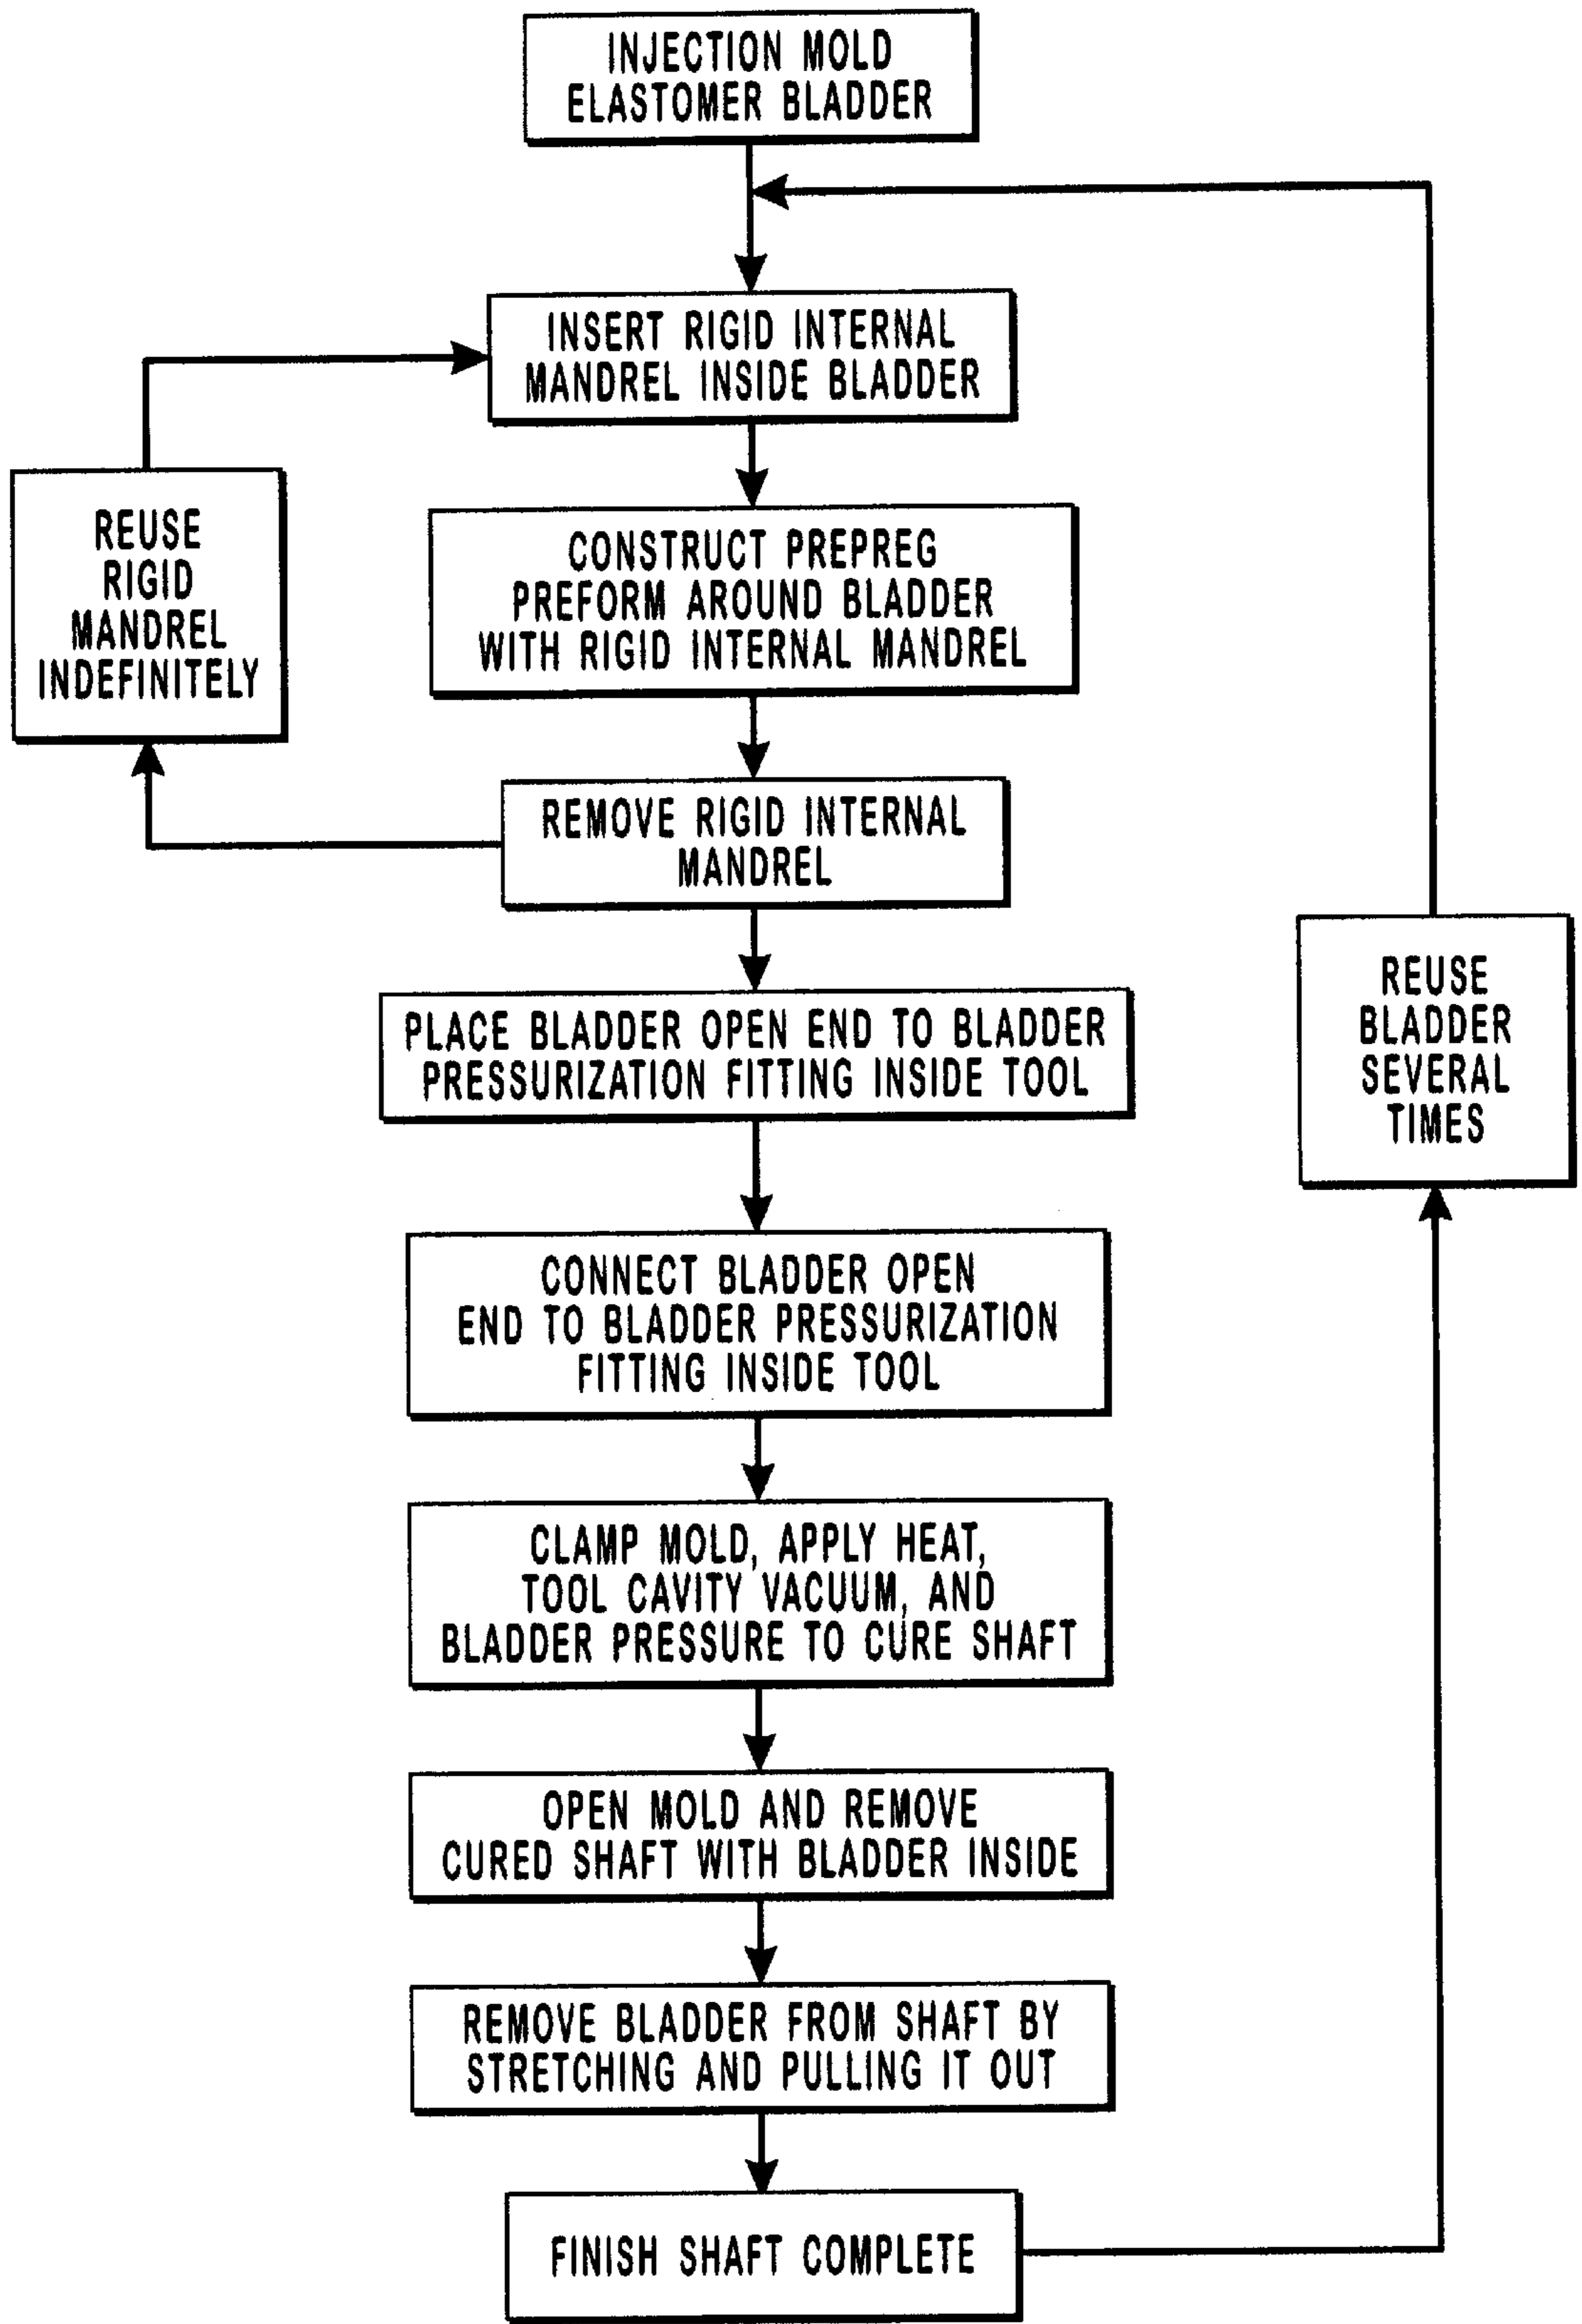 INJECTION MOLD
ELASTOMER BLADDER
INSERT RIGID INTERNAL
MANDREL INSIDE BLADDER
REUSE
RIGID
MANDREL
INDEFINITELY
CONSTRUCT PREPREG
PREFORM AROUND BLADDER
WITH RIGID INTERNAL MANDREL
REMOVE RIGID INTERNAL
MANDREL
PLACE BLADDER OPEN END TO BLADDER
PRESSURIZATION FITTING INSIDE TOOL
REUSE
BLADDER
SEVERAL
TIMES
CONNECT BLADDER OPEN
END TO BLADDER PRESSURIZATION
FITTING INSIDE TOOL
CLAMP MOLD, APPLY HEAT,
TOOL CAVITY VACUUM, AND
BLADDER PRESSURE TO CURE SHAFT
OPEN MOLD AND REMOVE
CURED SHAFT WITH BLADDER INSIDE
REMOVE BLADDER FROM SHAFT BY
STRETCHING AND PULLING IT OUT
FINISH SHAFT COMPLETE